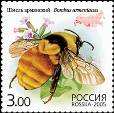 Шмель армянский Bombus armeniacus
3.00
РОССИЯ
ROSSIJA · 2005